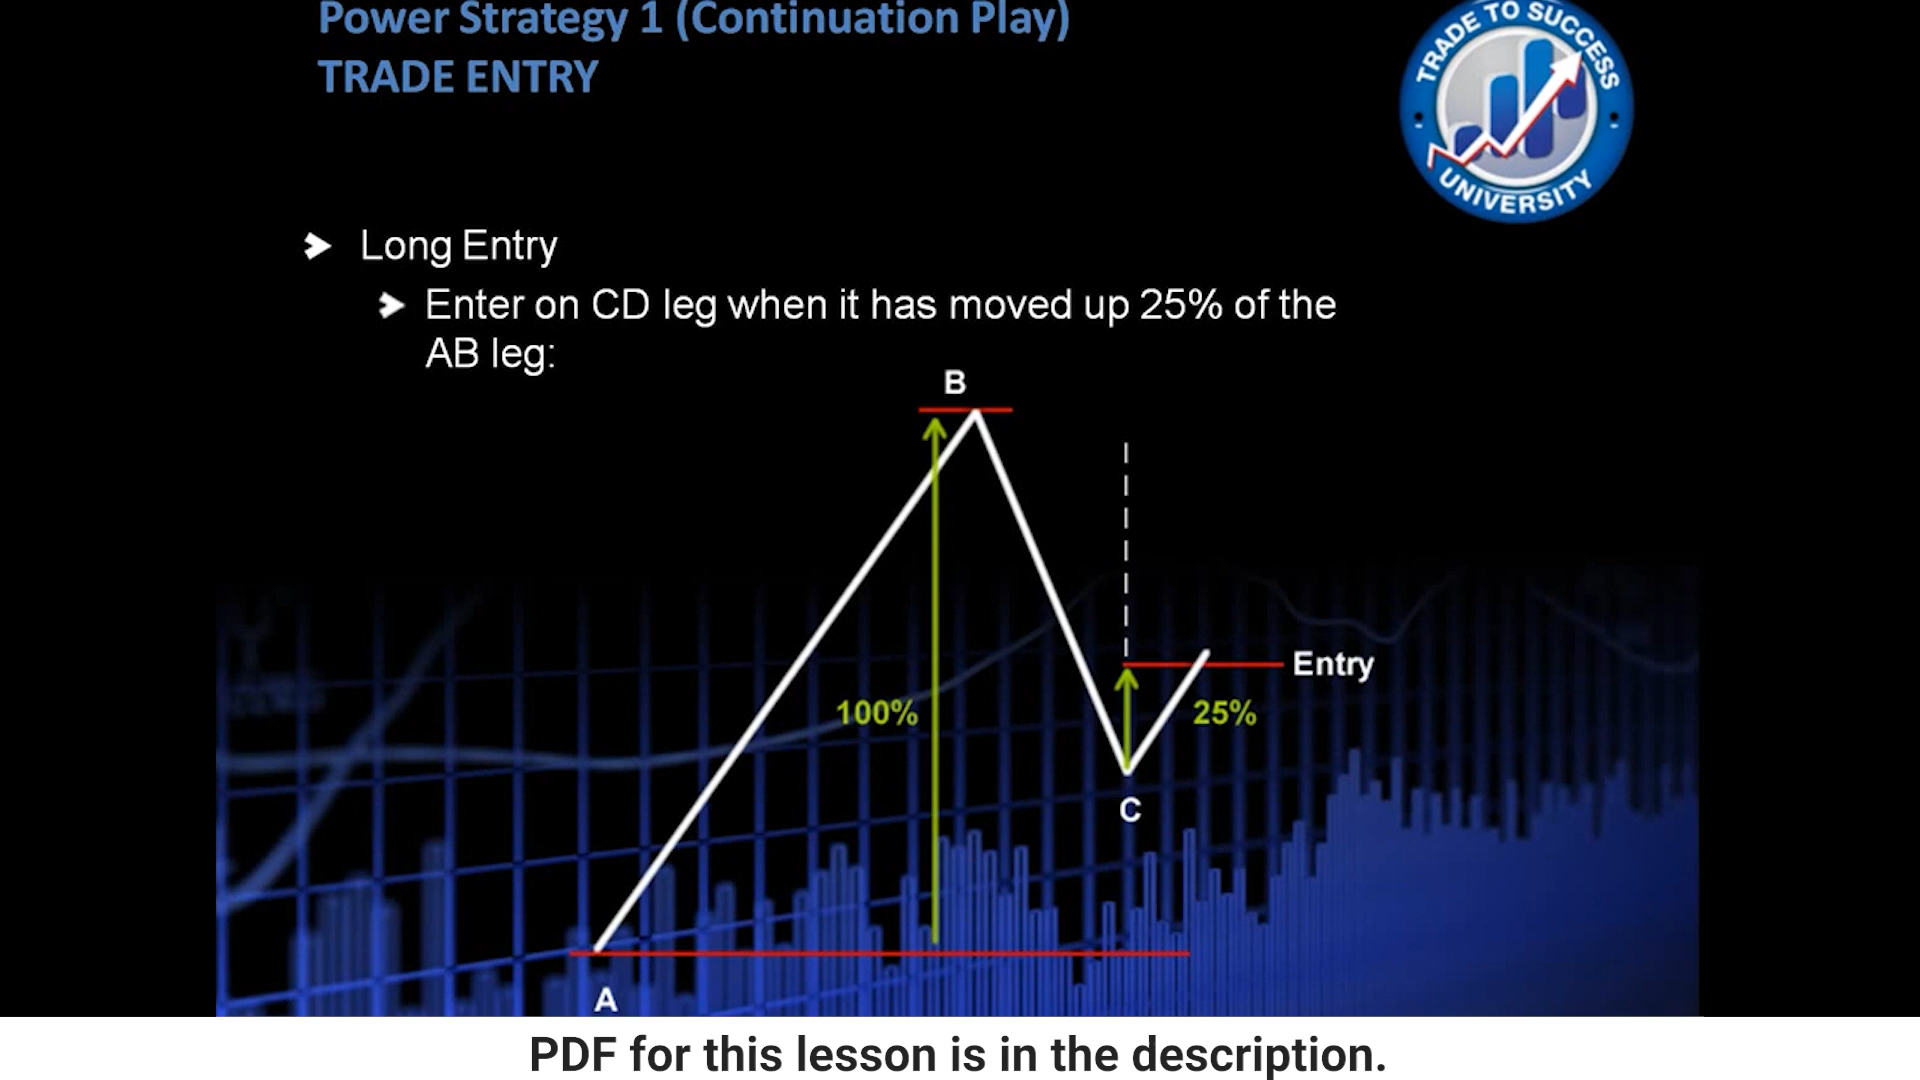 Power Strategy 1 (Continuation Play)
TRADE ENTRY
TRADE TO SUCCESS
UNIVERSITY
Long Entry
Enter on CD leg when it has moved up 25% of the
AB leg:
B
Entry
100%
25%
C
A
PDF for this lesson is in the description.